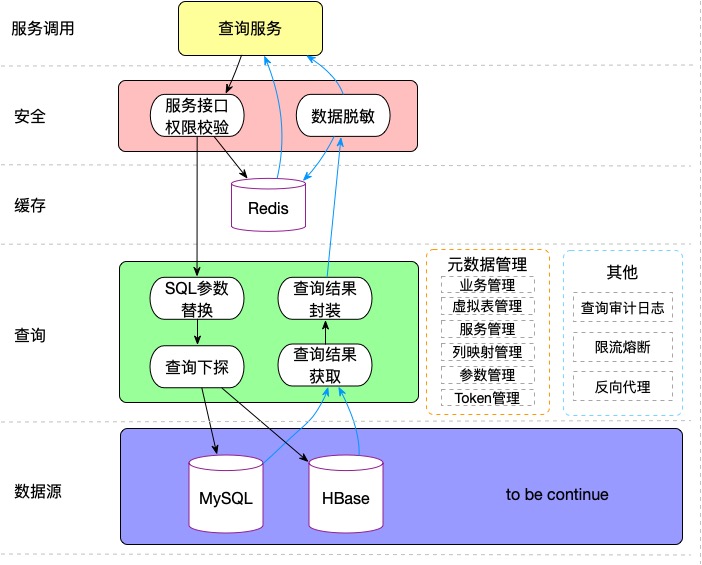 服务调用
查询服务
安全
服务接口
权限校验
数据脱敏
缓存
Redis
查询
SQL参数
替换
查询结果
封装
查询下探
查询结果
获取
元数据管理
业务管理
虚拟表管理
服务管理
列映射管理
参数管理
Token管理
其他
查询审计日志
限流熔断
反向代理
数据源
MySQL
HBase
to be continue